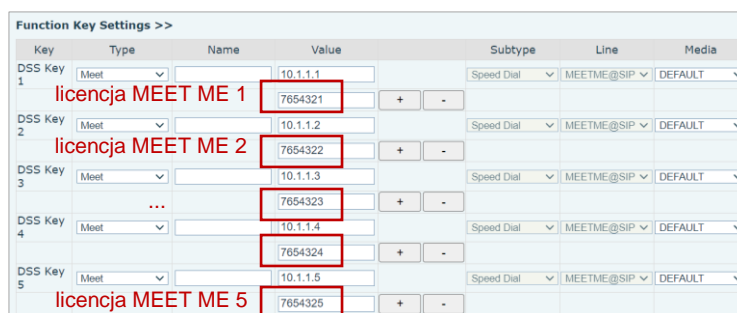 Function Key Settings >>
Key Type Name Value Subtype Line Media
DSS Key 1 Meet 10.1.1.1 Speed Dial MEETME@SIP DEFAULT
licencja MEET ME 1 7654321 + -
DSS Key 2 Meet 10.1.1.2 Speed Dial MEETME@SIP DEFAULT
licencja MEET ME 2 7654322 + -
DSS Key 3 Meet 10.1.1.3 Speed Dial MEETME@SIP DEFAULT
... 7654323 + -
DSS Key 4 Meet 10.1.1.4 Speed Dial MEETME@SIP DEFAULT
7654324 + -
DSS Key 5 Meet 10.1.1.5 Speed Dial MEETME@SIP DEFAULT
licencja MEET ME 5 7654325 + -